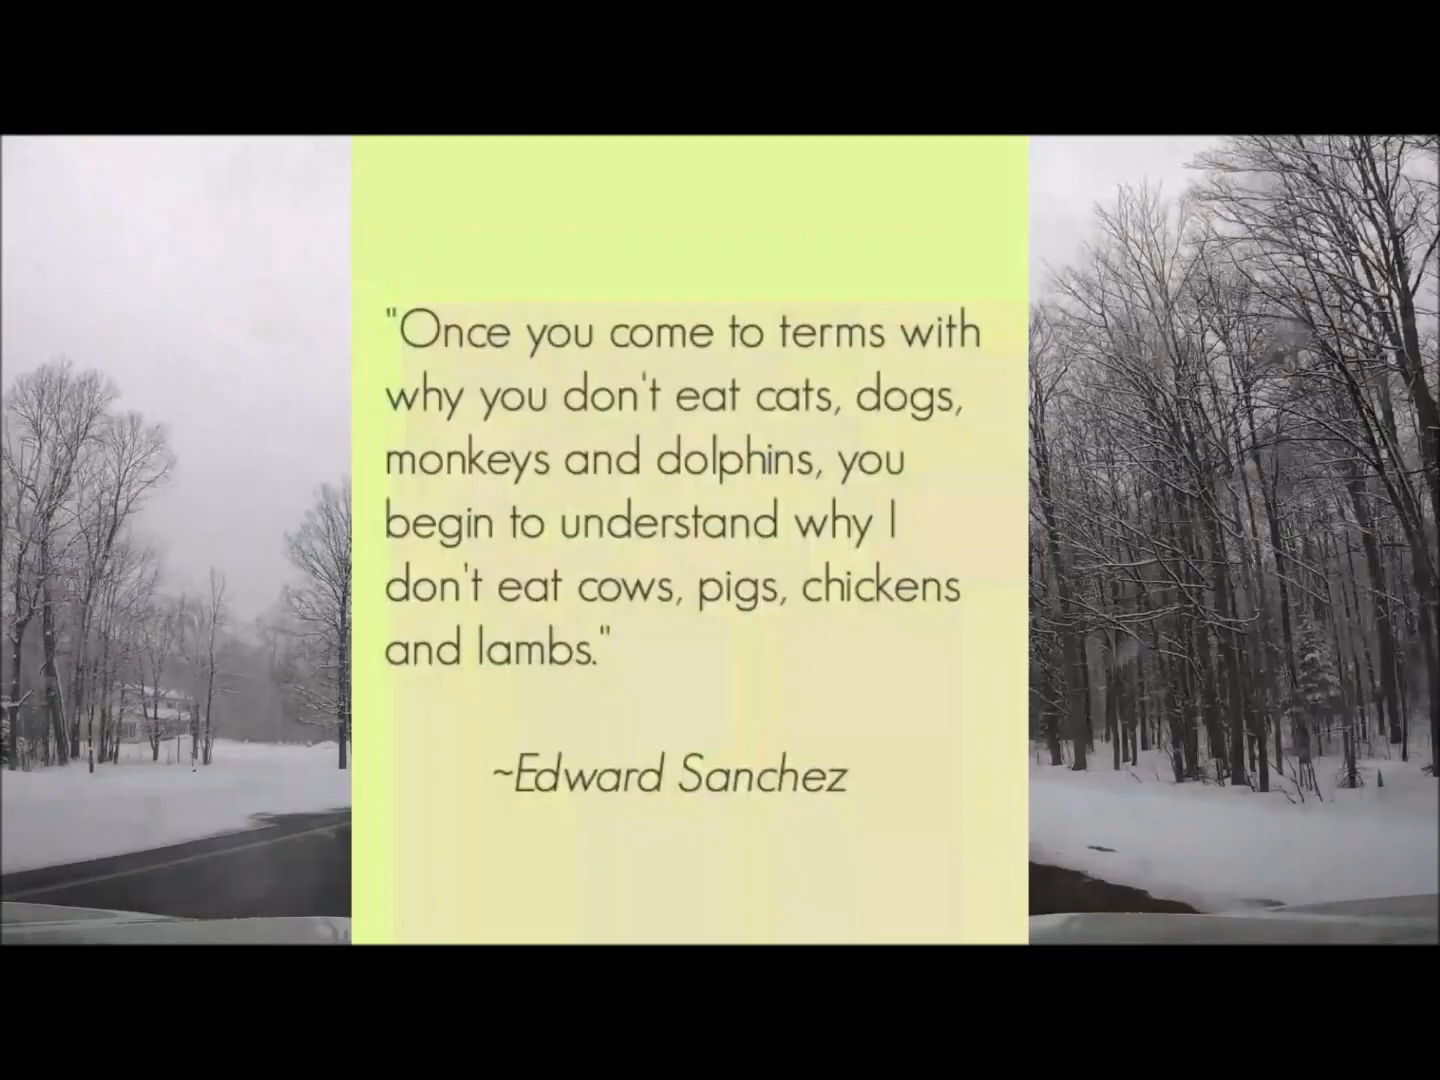 "Once you come to terms with
why you don't eat cats, dogs,
monkeys and dolphins, you
begin to understand why I
don't eat cows, pigs, chickens
and lambs."
~Edward Sanchez